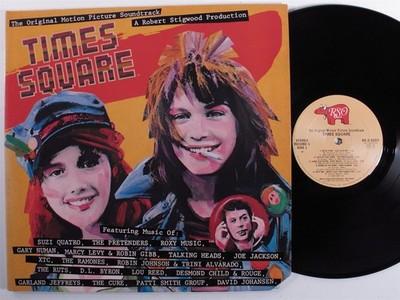 The Original Motion Picture Soundtrack
A Robert Stigwood Production
TIMES
SQUARE
Featuring Music Of
SUZI QUATRO, THE PRETENDERS, ROXY MUSIC,
GARY NUMAN, MARCY LEVY & ROBIN GIBB, TALKING HEADS, JOE JACKSON,
XTC, THE RAMONES, ROBIN JOHNSON & TRINI ALVARADO,
THE RUTS, D.L. BYRON, LOU REED, DESMOND CHILD & ROUGE,
GARLAND JEFFREYS, THE CURE, PATTI SMITH GROUP, DAVID JOHANSEN.
RSO
TIMES SQUARE